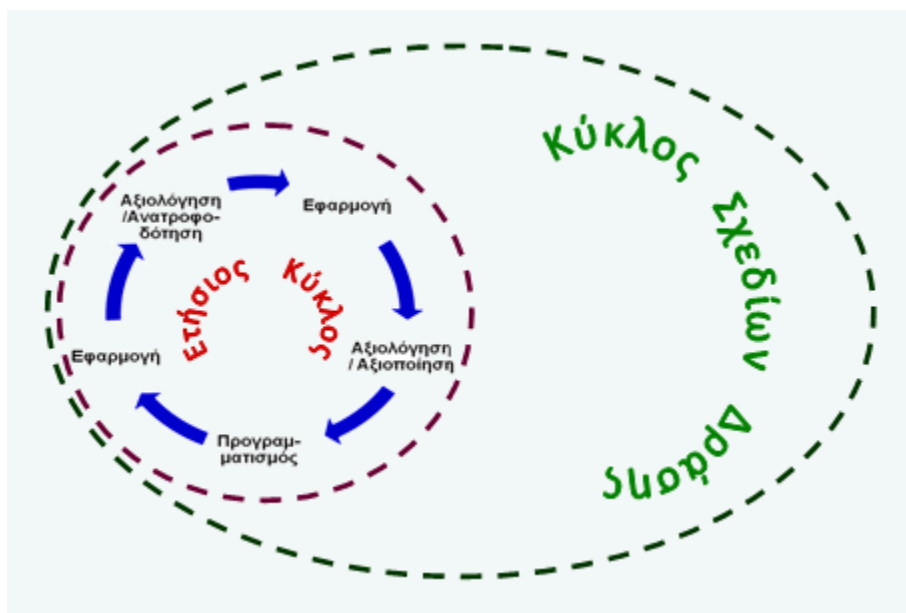 Κύκλος Σχεδίων Δράσης
Αξιολόγηση
/Ανατροφο-
δότηση
Εφαρμογή
Ετήσιος Κύκλος
Αξιολόγηση
/ Αξιοποίηση
Εφαρμογή
Προγραμ-
ματισμός